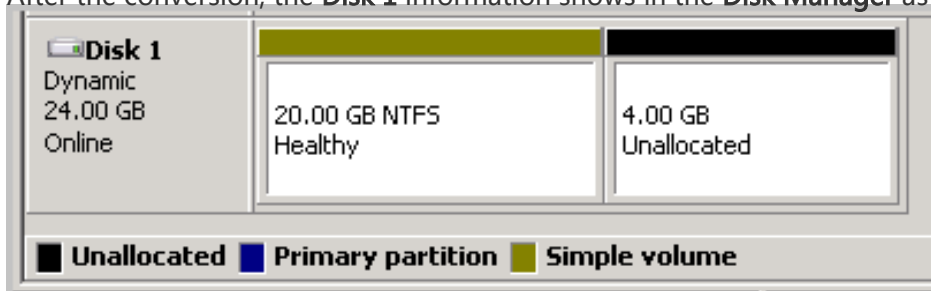 After the conversion, the Disk 1 information shows in the Disk Manager as
Disk 1
Dynamic
24.00 GB
Online
20.00 GB NTFS
Healthy
4.00 GB
Unallocated
Unallocated Primary partition Simple volume